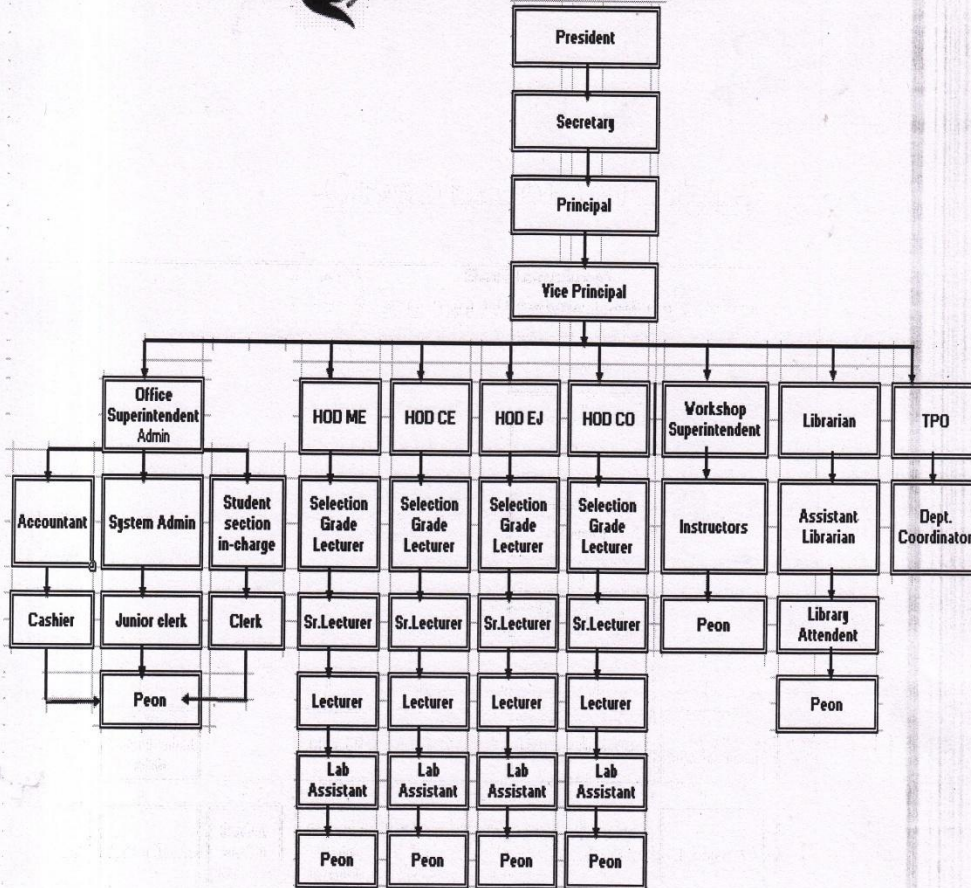 President
Secretary
Principal
Vice Principal
Office
Superintendent
Admin
HOD ME
HOD CE
HOD EJ
HOD CO
Workshop
Superintendent
Librarian
TPO
Accountant
System Admin
Student
section
in-charge
Selection
Grade
Lecturer
Selection
Grade
Lecturer
Selection
Grade
Lecturer
Selection
Grade
Lecturer
Instructors
Assistant
Librarian
Dept.
Coordinator
Cashier
Junior clerk
Clerk
Sr.Lecturer
Sr.Lecturer
Sr.Lecturer
Sr.Lecturer
Peon
Library
Attendent
Peon
Lecturer
Lecturer
Lecturer
Lecturer
Peon
Lab
Assistant
Lab
Assistant
Lab
Assistant
Lab
Assistant
Peon
Peon
Peon
Peon